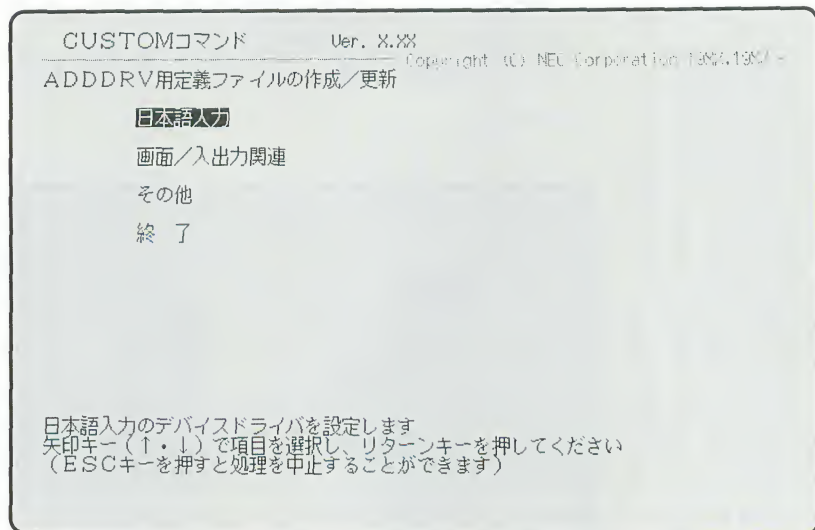 CUSTOMコマンド Ver. X.XX
Copyright (C) NEC Corporation 19XX,19XX
ADDDRV用定義ファイルの作成／更新
日本語入力
画面／入出力関連
その他
終 了
日本語入力のデバイスドライバを設定します
矢印キー（↑・↓）で項目を選択し、リターンキーを押してください
（ESCキーを押すと処理を中止することができます）